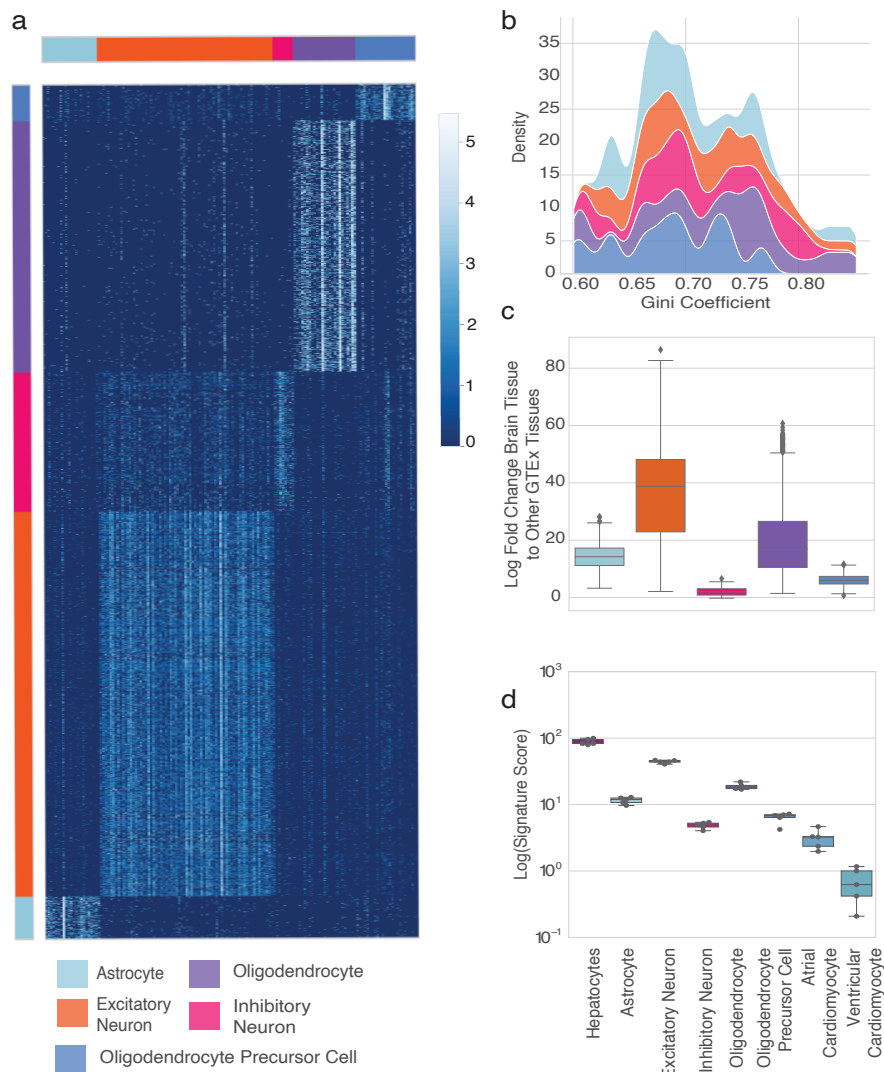 a
5
4
3
2
1
0
Astrocyte
Oligodendrocyte
Excitatory
Neuron
Inhibitory
Neuron
Oligodendrocyte Precursor Cell
b
Density
35
30
25
20
15
10
5
0
0.60
0.65
0.70
0.75
0.80
Gini Coefficient
c
Log Fold Change Brain Tissue
to Other GTEx Tissues
80
60
40
20
0
d
Log(Signature Score)
10³
10²
10¹
10⁰
10⁻¹
Hepatocytes
Astrocyte
Excitatory Neuron
Inhibitory Neuron
Oligodendrocyte
Oligodendrocyte
Precursor Cell
Atrial
Cardiomyocyte
Ventricular
Cardiomyocyte